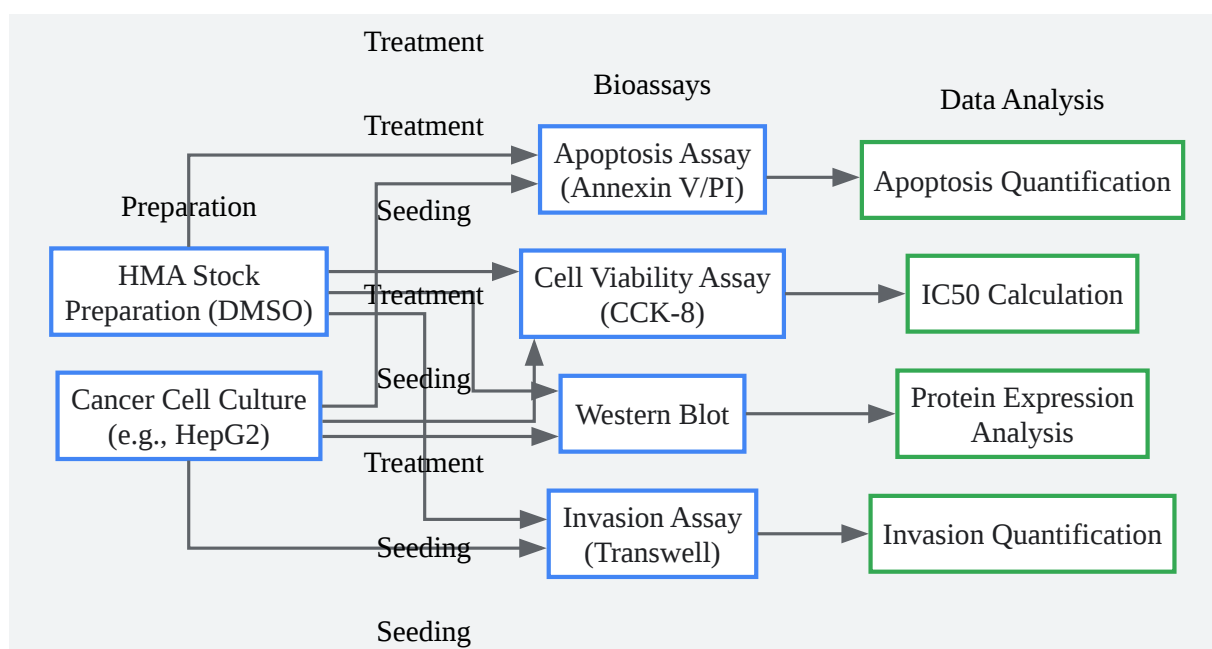 Treatment
Bioassays
Data Analysis
Treatment
Apoptosis Assay
(Annexin V/PI)
Apoptosis Quantification
Preparation
Seeding
HMA Stock
Preparation (DMSO)
Treatment
Cell Viability Assay
(CCK-8)
IC50 Calculation
Seeding
Cancer Cell Culture
(e.g., HepG2)
Western Blot
Protein Expression
Analysis
Treatment
Invasion Assay
(Transwell)
Invasion Quantification
Seeding
Seeding